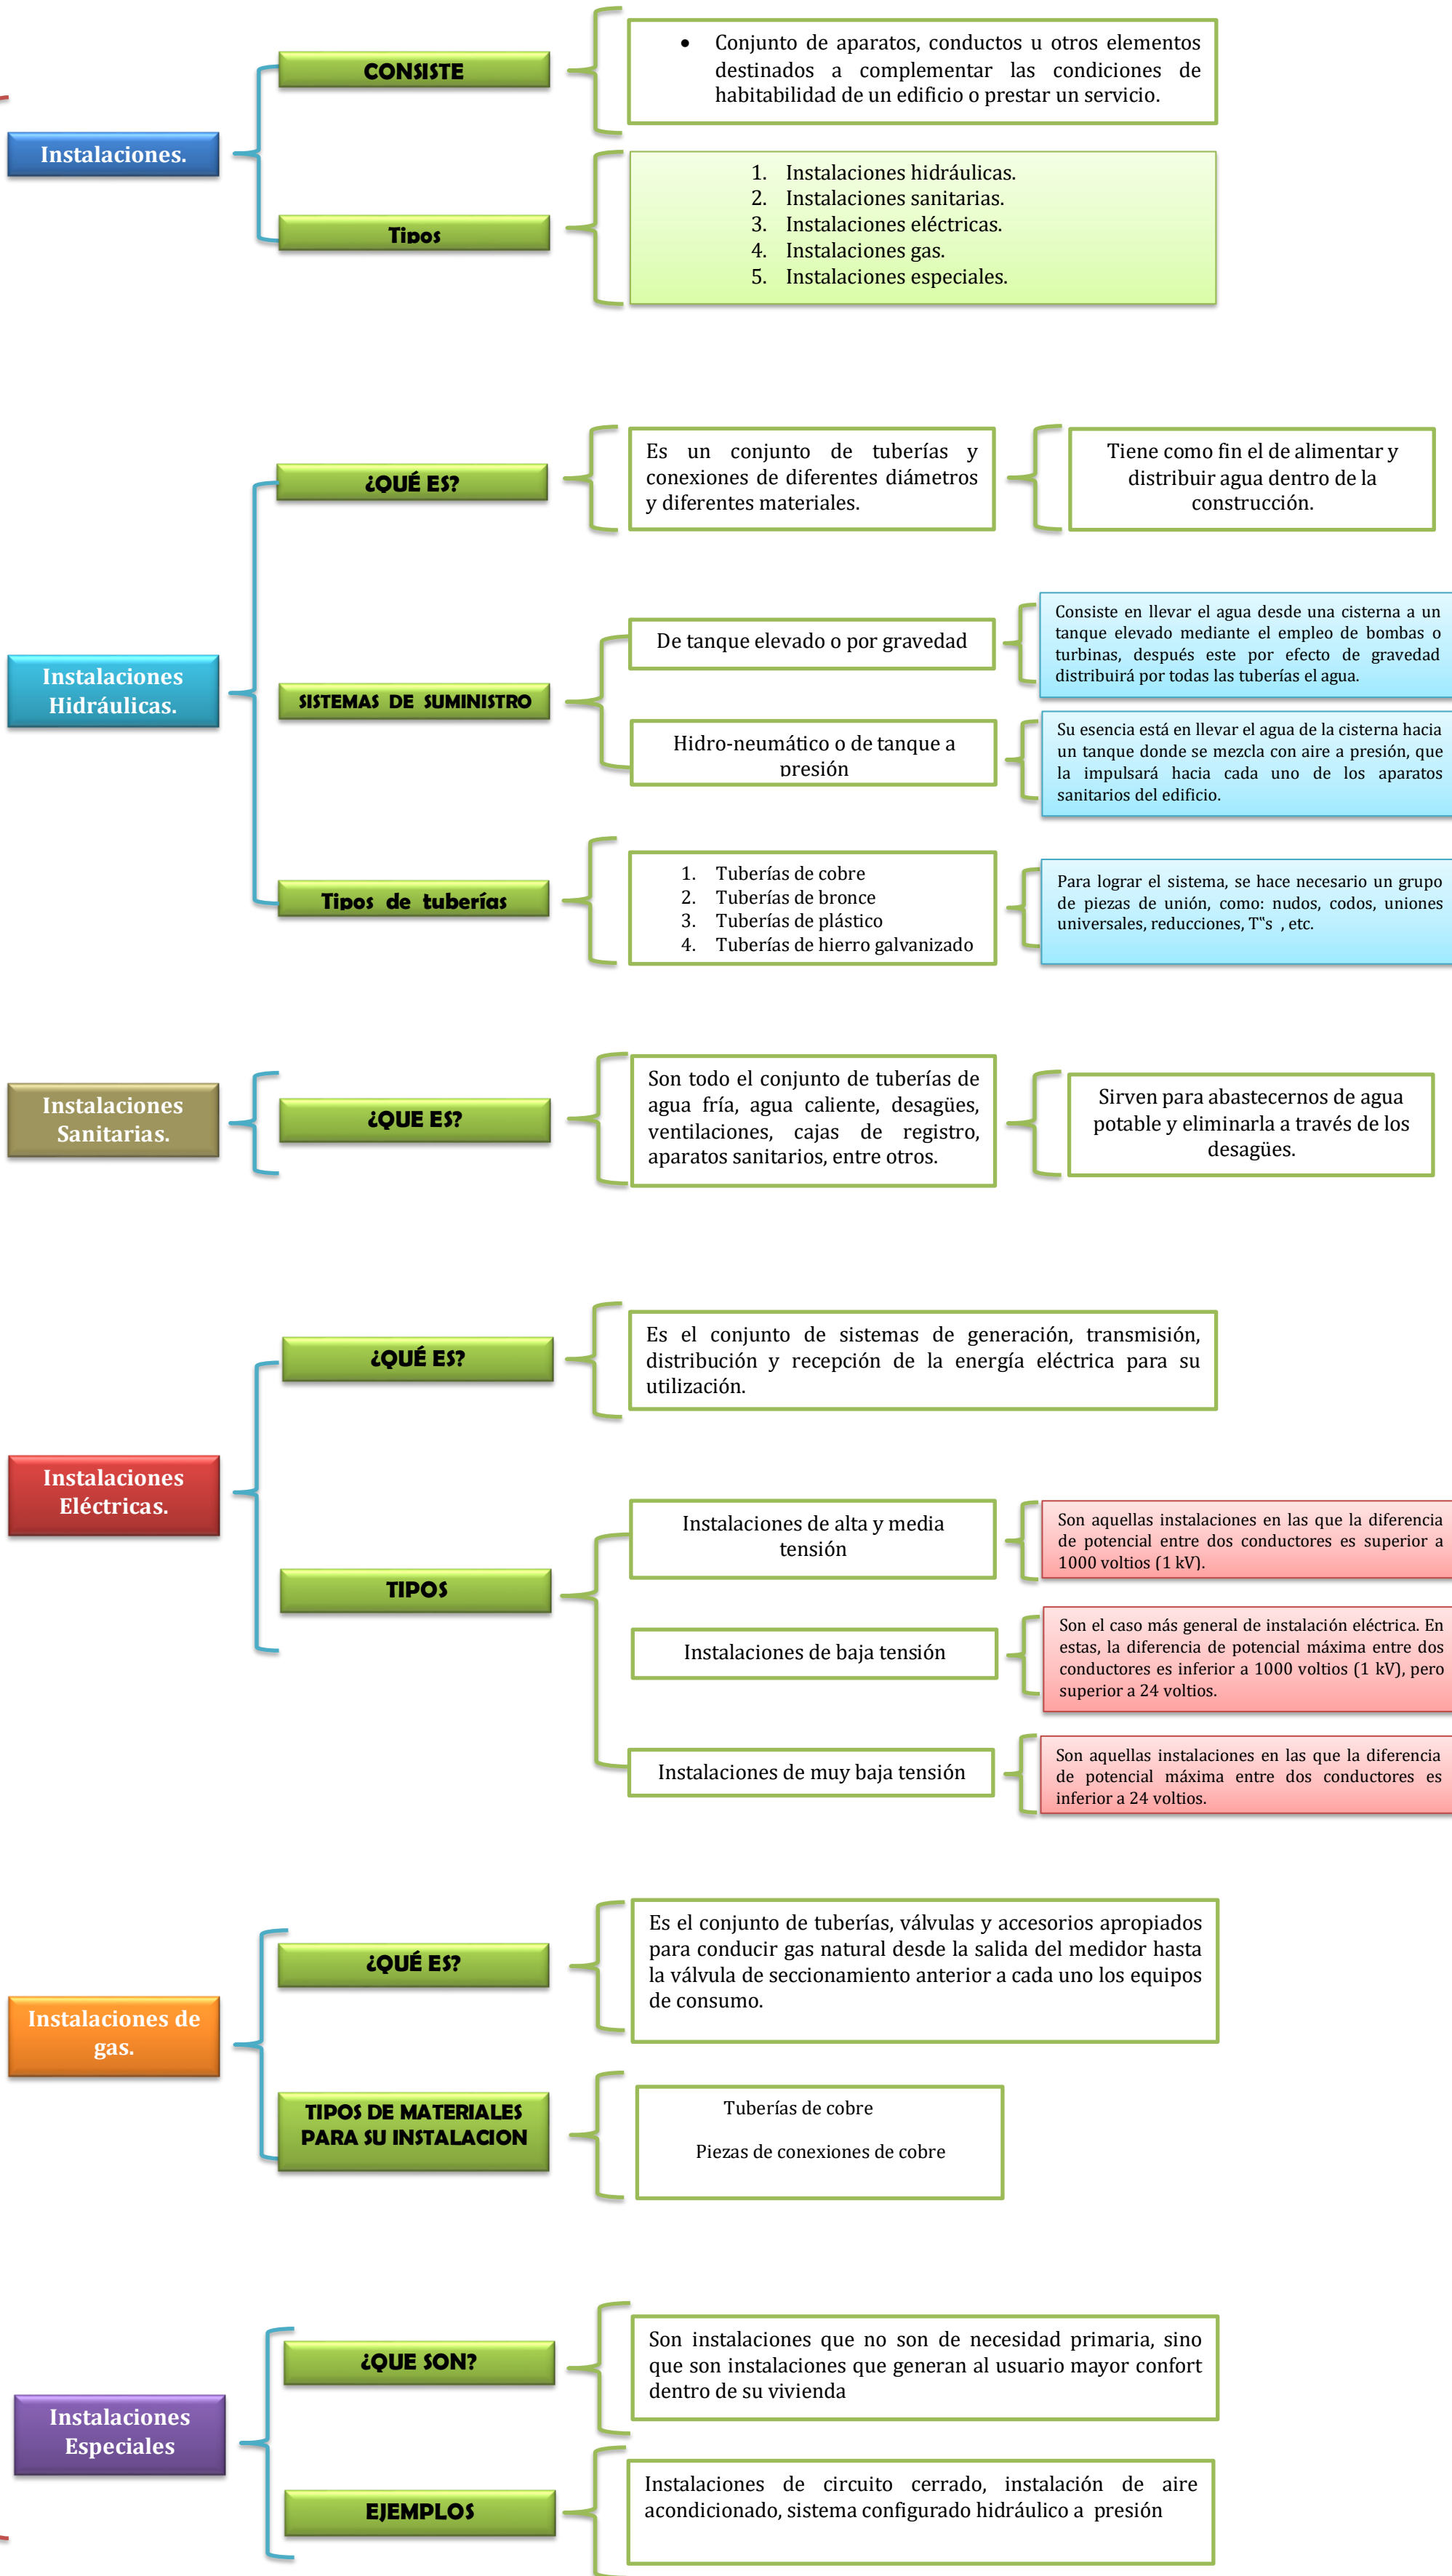 Instalaciones.
CONSISTE
• Conjunto de aparatos, conductos u otros elementos
destinados a complementar las condiciones de
habitabilidad de un edificio o prestar un servicio.
Tipos
1. Instalaciones hidráulicas.
2. Instalaciones sanitarias.
3. Instalaciones eléctricas.
4. Instalaciones gas.
5. Instalaciones especiales.
Instalaciones
Hidráulicas.
¿QUÉ ES?
Es un conjunto de tuberías y
conexiones de diferentes diámetros
y diferentes materiales.
Tiene como fin el de alimentar y
distribuir agua dentro de la
construcción.
SISTEMAS DE SUMINISTRO
De tanque elevado o por gravedad
Consiste en llevar el agua desde una cisterna a un
tanque elevado mediante el empleo de bombas o
turbinas, después este por efecto de gravedad
distribuirá por todas las tuberías el agua.
Hidro-neumático o de tanque a
presión
Su esencia está en llevar el agua de la cisterna hacia
un tanque donde se mezcla con aire a presión, que
la impulsará hacia cada uno de los aparatos
sanitarios del edificio.
Tipos de tuberías
1. Tuberías de cobre
2. Tuberías de bronce
3. Tuberías de plástico
4. Tuberías de hierro galvanizado
Para lograr el sistema, se hace necesario un grupo
de piezas de unión, como: nudos, codos, uniones
universales, reducciones, T‟s , etc.
Instalaciones
Sanitarias.
¿QUE ES?
Son todo el conjunto de tuberías de
agua fría, agua caliente, desagües,
ventilaciones, cajas de registro,
aparatos sanitarios, entre otros.
Sirven para abastecernos de agua
potable y eliminarla a través de los
desagües.
Instalaciones
Eléctricas.
¿QUÉ ES?
Es el conjunto de sistemas de generación, transmisión,
distribución y recepción de la energía eléctrica para su
utilización.
TIPOS
Instalaciones de alta y media
tensión
Son aquellas instalaciones en las que la diferencia
de potencial entre dos conductores es superior a
1000 voltios (1 kV).
Instalaciones de baja tensión
Son el caso más general de instalación eléctrica. En
estas, la diferencia de potencial máxima entre dos
conductores es inferior a 1000 voltios (1 kV), pero
superior a 24 voltios.
Instalaciones de muy baja tensión
Son aquellas instalaciones en las que la diferencia
de potencial máxima entre dos conductores es
inferior a 24 voltios.
Instalaciones de
gas.
¿QUÉ ES?
Es el conjunto de tuberías, válvulas y accesorios apropiados
para conducir gas natural desde la salida del medidor hasta
la válvula de seccionamiento anterior a cada uno los equipos
de consumo.
TIPOS DE MATERIALES
PARA SU INSTALACION
Tuberías de cobre
Piezas de conexiones de cobre
Instalaciones
Especiales
¿QUE SON?
Son instalaciones que no son de necesidad primaria, sino
que son instalaciones que generan al usuario mayor confort
dentro de su vivienda
EJEMPLOS
Instalaciones de circuito cerrado, instalación de aire
acondicionado, sistema configurado hidráulico a presión